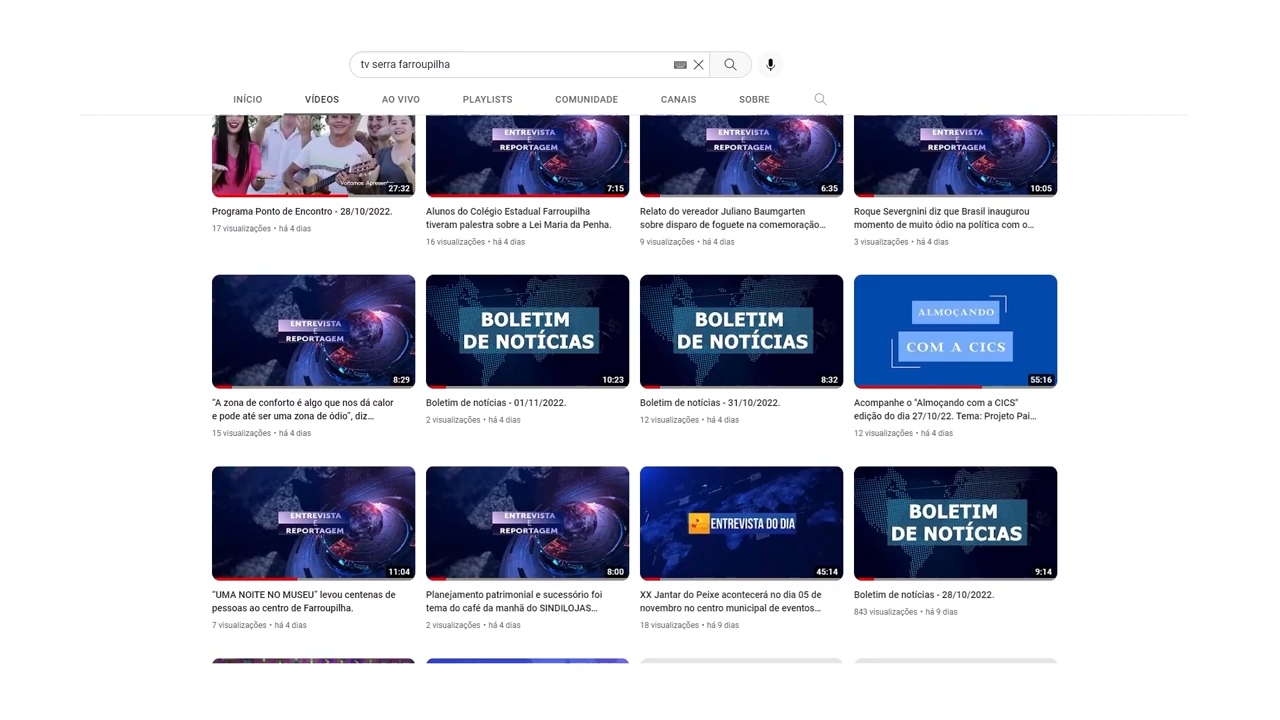 tv serra farroupilha
INÍCIO VÍDEOS AO VIVO PLAYLISTS COMUNIDADE CANAIS SOBRE
Voltamos Apresentar
27:32
ENTREVISTA
E
REPORTAGEM
7:15
ENTREVISTA
E
REPORTAGEM
6:35
ENTREVISTA
E
REPORTAGEM
10:05
Programa Ponto de Encontro - 28/10/2022.
17 visualizações • há 4 dias
Alunos do Colégio Estadual Farroupilha
tiveram palestra sobre a Lei Maria da Penha.
16 visualizações • há 4 dias
Relato do vereador Juliano Baumgarten
sobre disparo de foguete na comemoração...
9 visualizações • há 4 dias
Roque Severgnini diz que Brasil inaugurou
momento de muito ódio na política com o...
3 visualizações • há 4 dias
ENTREVISTA
E
REPORTAGEM
8:29
BOLETIM
DE NOTÍCIAS
10:23
BOLETIM
DE NOTÍCIAS
8:32
ALMOÇANDO
COM A CICS
55:16
"A zona de conforto é algo que nos dá calor
e pode até ser uma zona de ódio", diz...
15 visualizações • há 4 dias
Boletim de notícias - 01/11/2022.
2 visualizações • há 4 dias
Boletim de notícias - 31/10/2022.
12 visualizações • há 4 dias
Acompanhe o "Almoçando com a CICS"
edição do dia 27/10/22. Tema: Projeto Pai...
12 visualizações • há 4 dias
ENTREVISTA
E
REPORTAGEM
11:04
ENTREVISTA
E
REPORTAGEM
8:00
ENTREVISTA DO DIA
45:14
BOLETIM
DE NOTÍCIAS
9:14
"UMA NOITE NO MUSEU" levou centenas de
pessoas ao centro de Farroupilha.
7 visualizações • há 4 dias
Planejamento patrimonial e sucessório foi
tema do café da manhã do SINDILOJAS...
2 visualizações • há 4 dias
XX Jantar do Peixe acontecerá no dia 05 de
novembro no centro municipal de eventos...
18 visualizações • há 9 dias
Boletim de notícias - 28/10/2022.
843 visualizações • há 9 dias